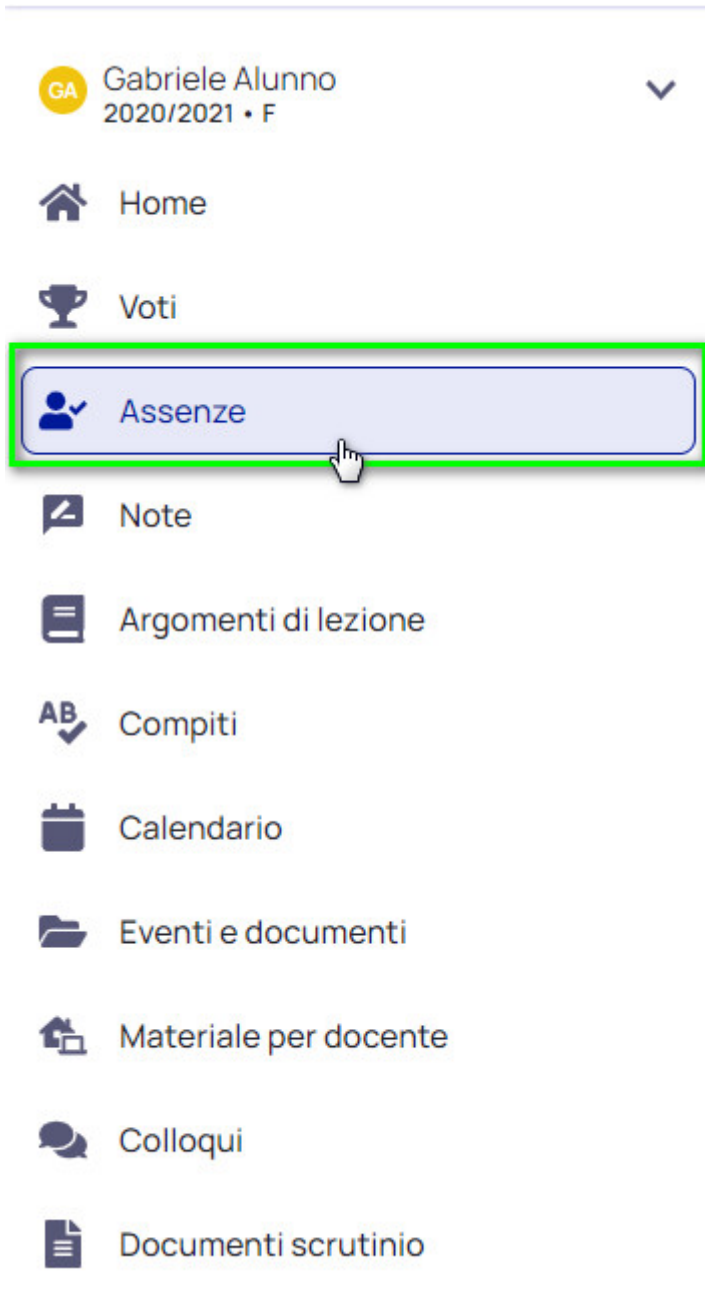 GA
Gabriele Alunno
2020/2021 • F
Home
Voti
Assenze
Note
Argomenti di lezione
AB
Compiti
Calendario
Eventi e documenti
Materiale per docente
Colloqui
Documenti scrutinio